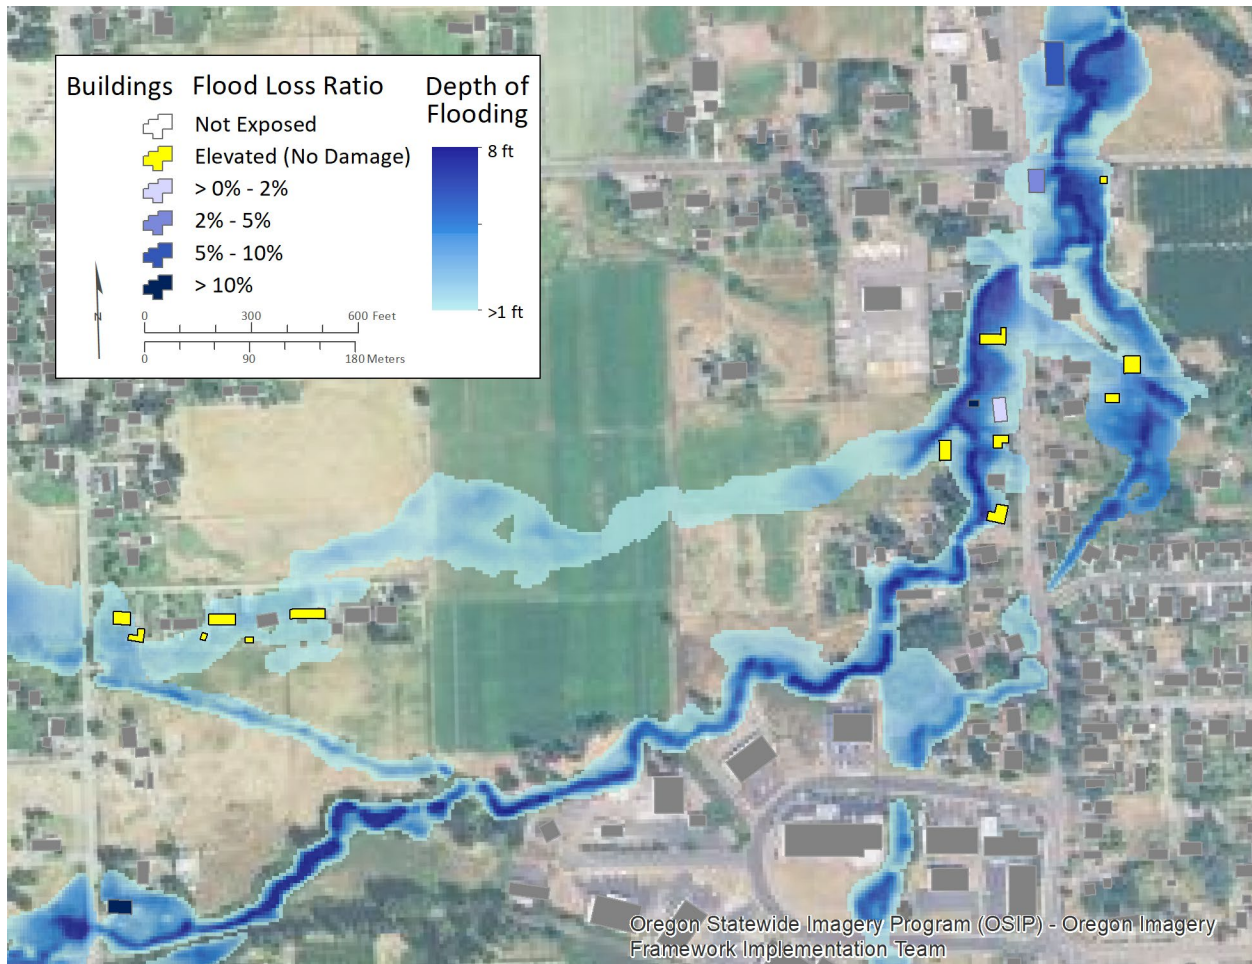 Buildings Flood Loss Ratio
Not Exposed
Elevated (No Damage)
> 0% - 2%
2% - 5%
5% - 10%
> 10%
Depth of
Flooding
8 ft
>1 ft
N
0 300 600 Feet
0 90 180 Meters
Oregon Statewide Imagery Program (OSIP) - Oregon Imagery
Framework Implementation Team